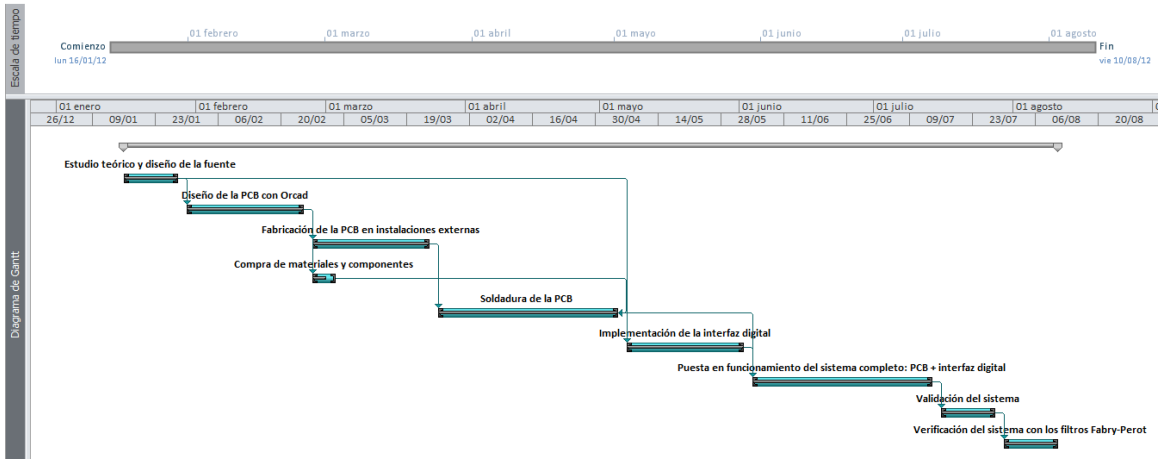 Escala de tiempo
01 febrero 01 marzo 01 abril 01 mayo 01 junio 01 julio 01 agosto
Comienzo
lun 16/01/12
Fin
vie 10/08/12
Diagrama de Gantt
01 enero 01 febrero 01 marzo 01 abril 01 mayo 01 junio 01 julio 01 agosto
26/12 09/01 23/01 06/02 20/02 05/03 19/03 02/04 16/04 30/04 14/05 28/05 11/06 25/06 09/07 23/07 06/08 20/08
Estudio teórico y diseño de la fuente
Diseño de la PCB con Orcad
Fabricación de la PCB en instalaciones externas
Compra de materiales y componentes
Soldadura de la PCB
Implementación de la interfaz digital
Puesta en funcionamiento del sistema completo: PCB + interfaz digital
Validación del sistema
Verificación del sistema con los filtros Fabry-Perot